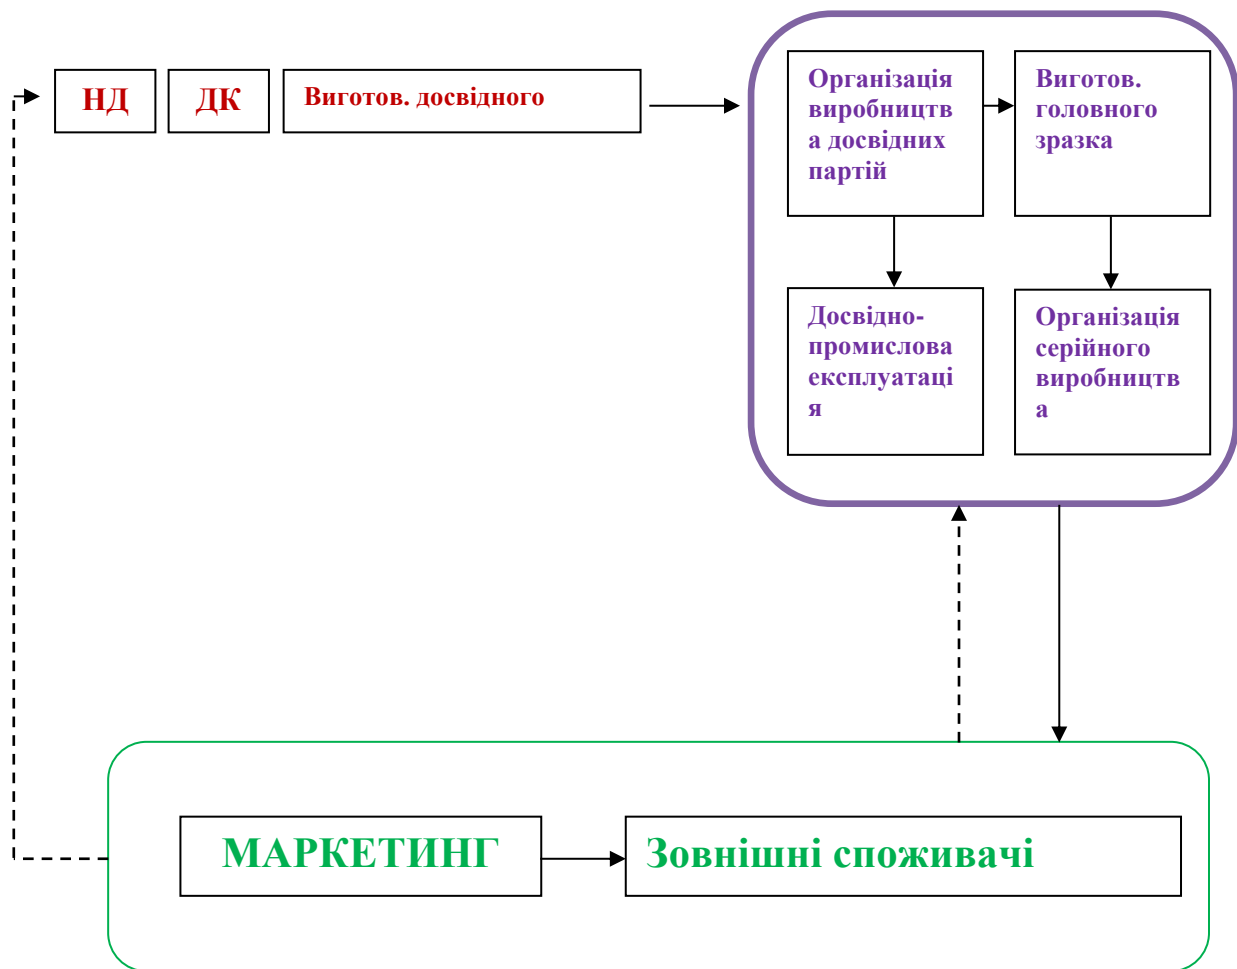 НД
ДК
Виготов. досвідного
Організація
виробництв
а досвідних
партій
Виготов.
головного
зразка
Досвідно-
промислова
експлуатаці
я
Організація
серійного
виробництв
а
МАРКЕТИНГ
Зовнішні споживачі